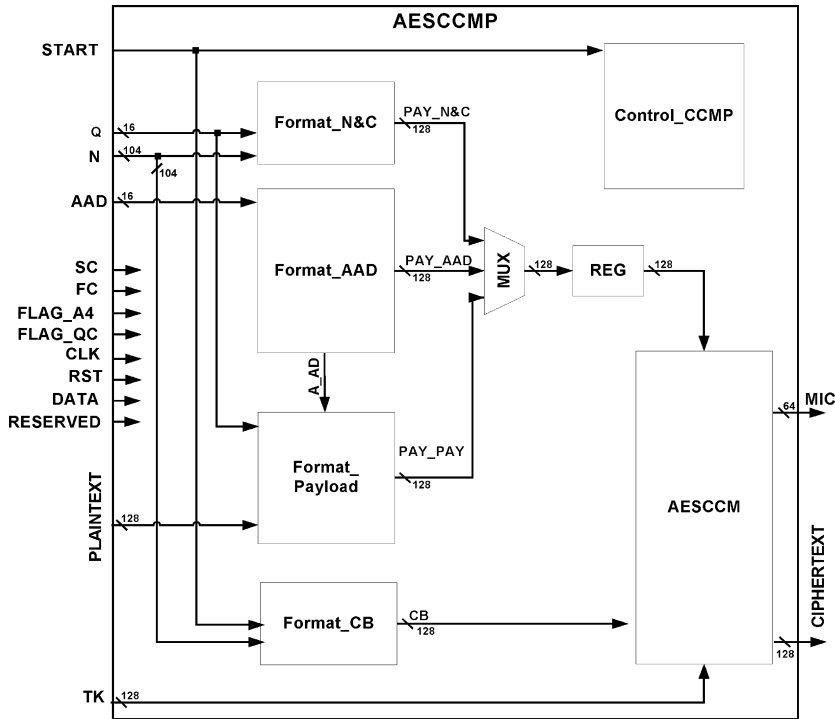 AESCCMP
START
Control_CCMP
Format_N&C
PAY_N&C
128
Q
16
N
104
104
AAD
16
Format_AAD
PAY_AAD
128
MUX
128
REG
128
SC
FC
FLAG_A4
FLAG_QC
CLK
RST
DATA
RESERVED
A_AD
Format_
Payload
PAY_PAY
128
PLAINTEXT
128
AESCCM
64
MIC
CIPHERTEXT
128
Format_CB
CB
128
TK
128